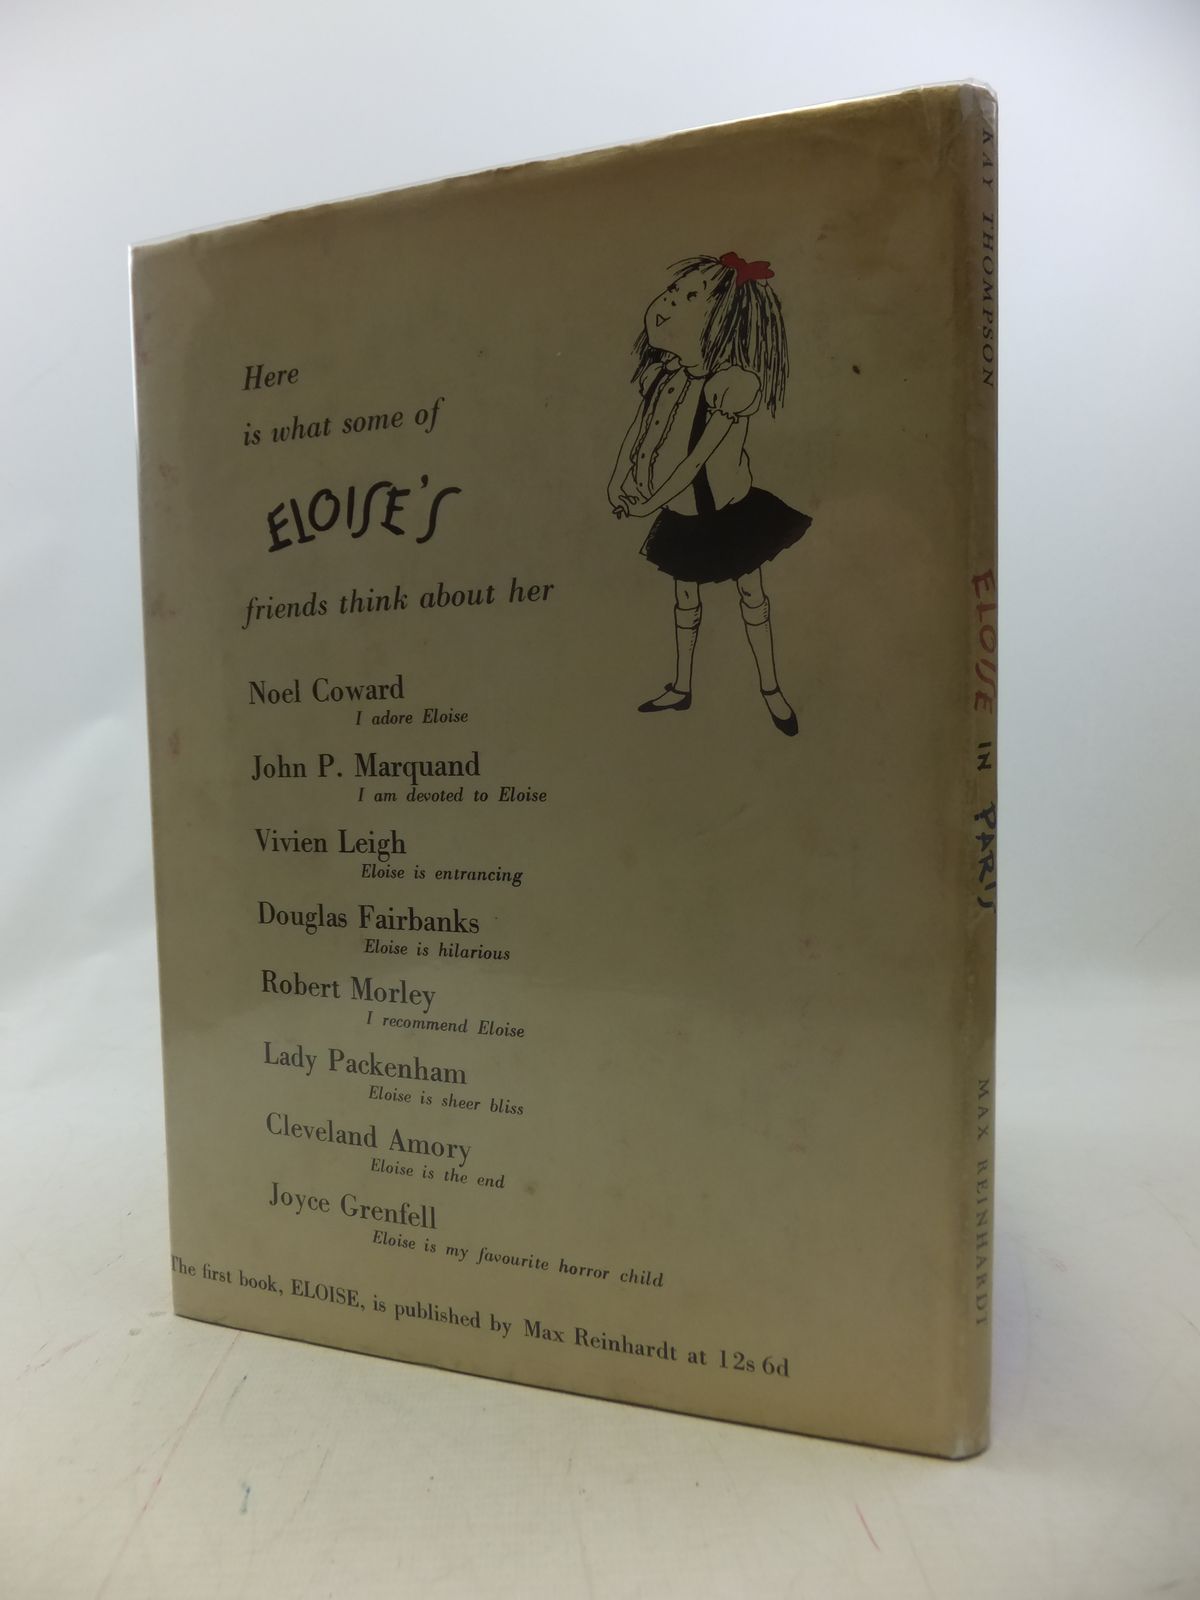 Here
is what some of
ELOISE'S
friends think about her
Noel Coward
I adore Eloise
John P. Marquand
I am devoted to Eloise
Vivien Leigh
Eloise is entrancing
Douglas Fairbanks
Eloise is hilarious
Robert Morley
I recommend Eloise
Lady Packenham
Eloise is sheer bliss
Cleveland Amory
Eloise is the end
Joyce Grenfell
Eloise is my favourite horror child
The first book, ELOISE, is published by Max Reinhardt at 12s 6d
KAY THOMPSON ELOISE IN PARIS MAX REINHARDT